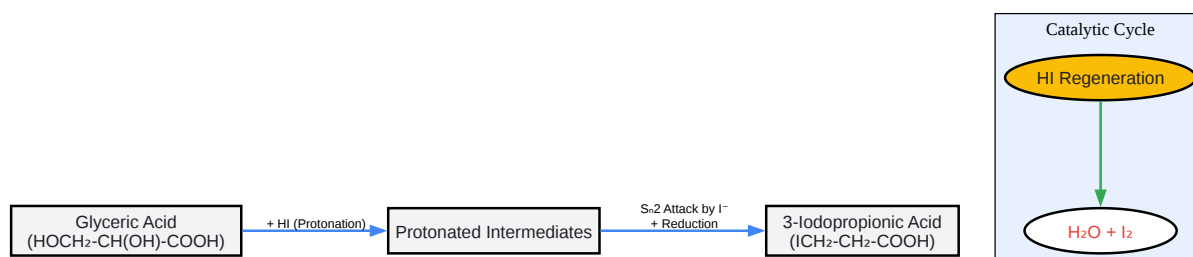 Catalytic Cycle
HI Regeneration
Glyceric Acid
(HOCH₂-CH(OH)-COOH)
+ HI (Protonation)
Protonated Intermediates
Sₙ2 Attack by I⁻
+ Reduction
3-Iodopropionic Acid
(ICH₂-CH₂-COOH)
H₂O + I₂